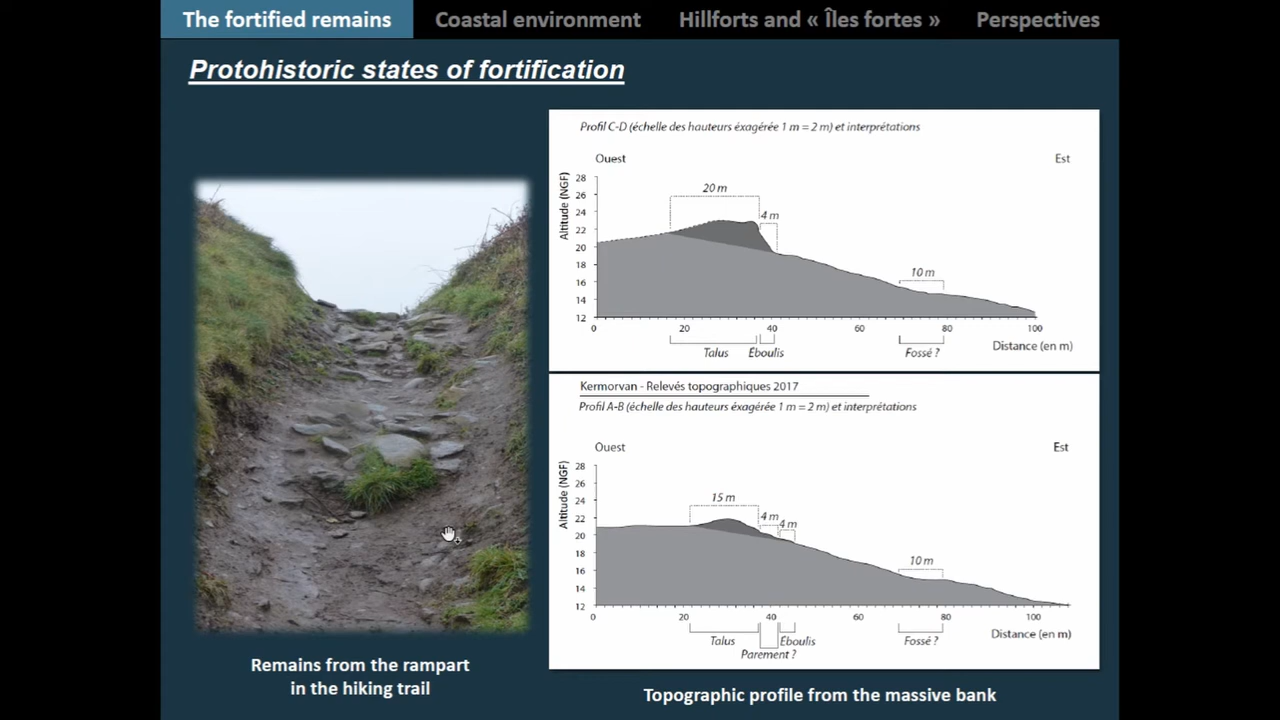 The fortified remains Coastal environment Hillforts and « Îles fortes » Perspectives
Protohistoric states of fortification
Profil C-D (échelle des hauteurs éxagérée 1 m = 2 m) et interprétations
Ouest Est
Altitude (NGF)
28
26
24
22
20
18
16
14
12
20 m
4 m
10 m
0 20 40 60 80 100
Distance (en m)
Talus Éboulis Fossé ?
Kermorvan - Relevés topographiques 2017
Profil A-B (échelle des hauteurs éxagérée 1 m = 2 m) et interprétations
Ouest Est
Altitude (NGF)
28
26
24
22
20
18
16
14
12
15 m
4 m
4 m
10 m
0 20 40 60 80 100
Distance (en m)
Talus Éboulis Fossé ?
Parement ?
Remains from the rampart
in the hiking trail
Topographic profile from the massive bank